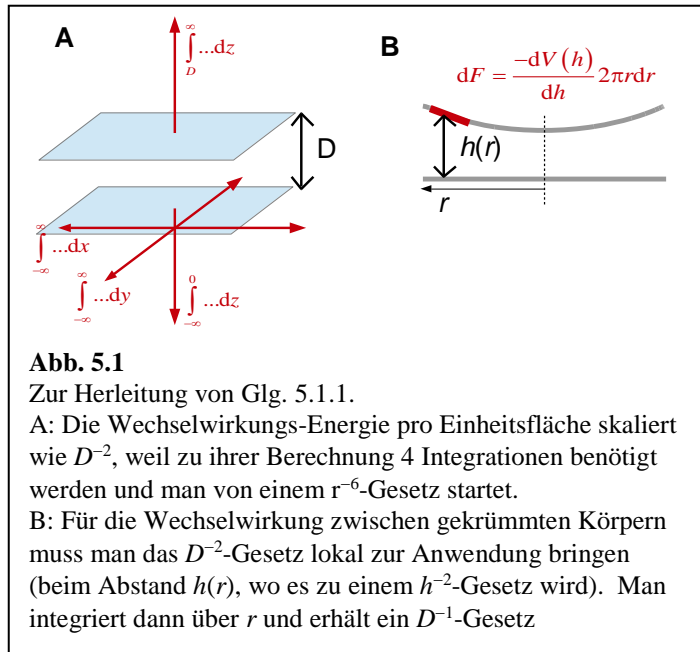 A
∫_D^∞ ...dz
B
dF = -dV(h)/dh 2πrdr
D
h(r)
r
∫_{-∞}^∞ ...dx
∫_{-∞}^∞ ...dy
∫_{-∞}^0 ...dz
Abb. 5.1
Zur Herleitung von Glg. 5.1.1.
A: Die Wechselwirkungs-Energie pro Einheitsfläche skaliert
wie D⁻², weil zu ihrer Berechnung 4 Integrationen benötigt
werden und man von einem r⁻⁶-Gesetz startet.
B: Für die Wechselwirkung zwischen gekrümmten Körpern
muss man das D⁻²-Gesetz lokal zur Anwendung bringen
(beim Abstand h(r), wo es zu einem h⁻²-Gesetz wird). Man
integriert dann über r und erhält ein D⁻¹-Gesetz